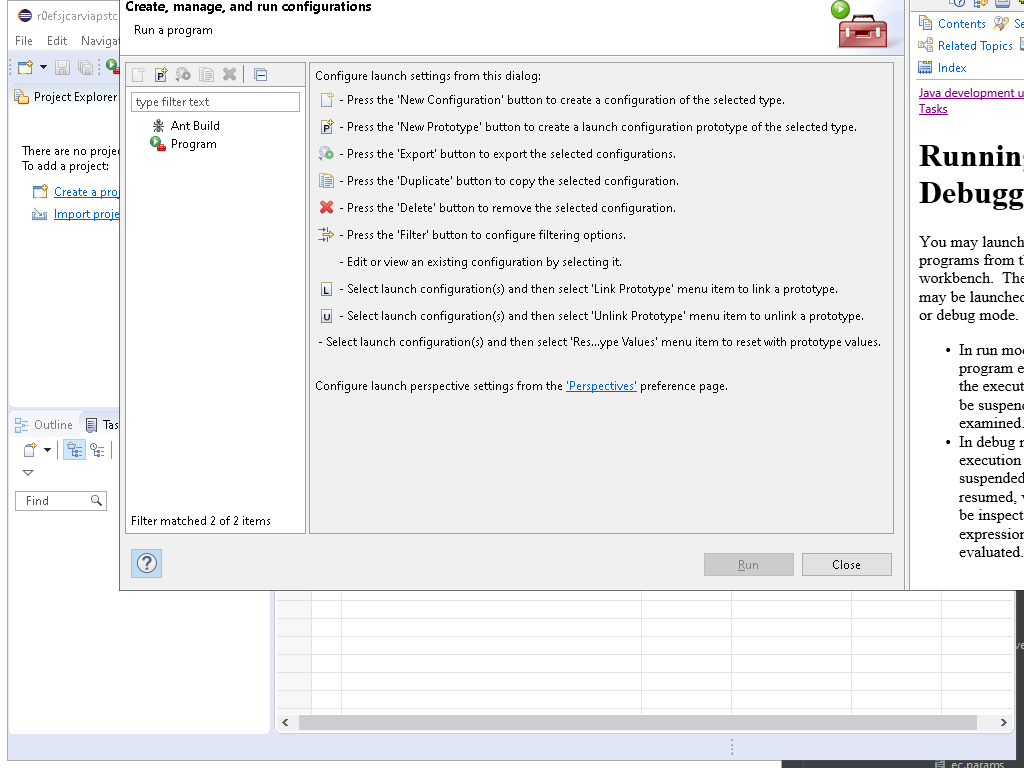 r0efsjcarviapstc
File Edit Naviga
Project Explorer
There are no proje
To add a project:
Create a proj
Import proje
Outline
Tas
Find
Create, manage, and run configurations
Run a program
type filter text
Ant Build
Program
Filter matched 2 of 2 items
Configure launch settings from this dialog:
- Press the 'New Configuration' button to create a configuration of the selected type.
- Press the 'New Prototype' button to create a launch configuration prototype of the selected type.
- Press the 'Export' button to export the selected configurations.
- Press the 'Duplicate' button to copy the selected configuration.
- Press the 'Delete' button to remove the selected configuration.
- Press the 'Filter' button to configure filtering options.
- Edit or view an existing configuration by selecting it.
L - Select launch configuration(s) and then select 'Link Prototype' menu item to link a prototype.
U - Select launch configuration(s) and then select 'Unlink Prototype' menu item to unlink a prototype.
- Select launch configuration(s) and then select 'Res...ype Values' menu item to reset with prototype values.
Configure launch perspective settings from the 'Perspectives' preference page.
?
Run
Close
Contents
Se
Related Topics
Index
Java development u
Tasks
Running
Debugg
You may launch
programs from th
workbench. The
may be launched
or debug mode.
• In run mod
program e
the execut
be suspend
examined.
• In debug m
execution
suspended
resumed, v
be inspect
expression
evaluated.
ve
ec.params